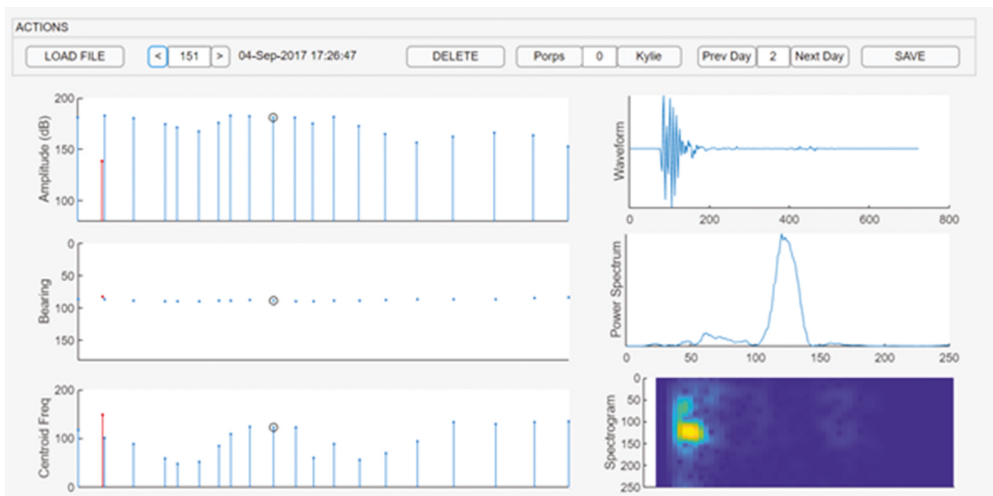 ACTIONS
LOAD FILE < 151 > 04-Sep-2017 17:26:47 DELETE Porps 0 Kylie Prev Day 2 Next Day SAVE
Amplitude (dB)
200
150
100
Waveform
0 200 400 600 800
Bearing
0
50
100
150
Power Spectrum
0 50 100 150 200 250
Centroid Freq
200
100
0
Spectrogram
0
50
100
150
200
250